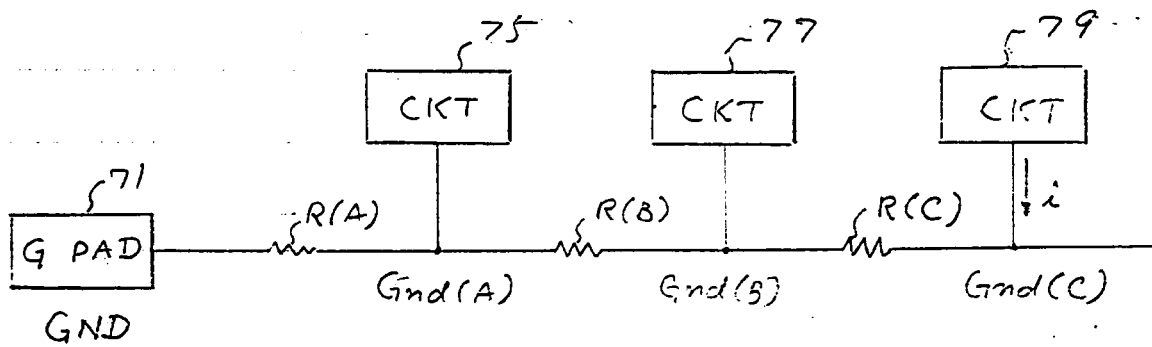 75
77
79
CKT
CKT
CKT
71
R(A)
R(B)
R(C)
i
G PAD
Gnd(A)
Gnd(B)
Gnd(C)
GND